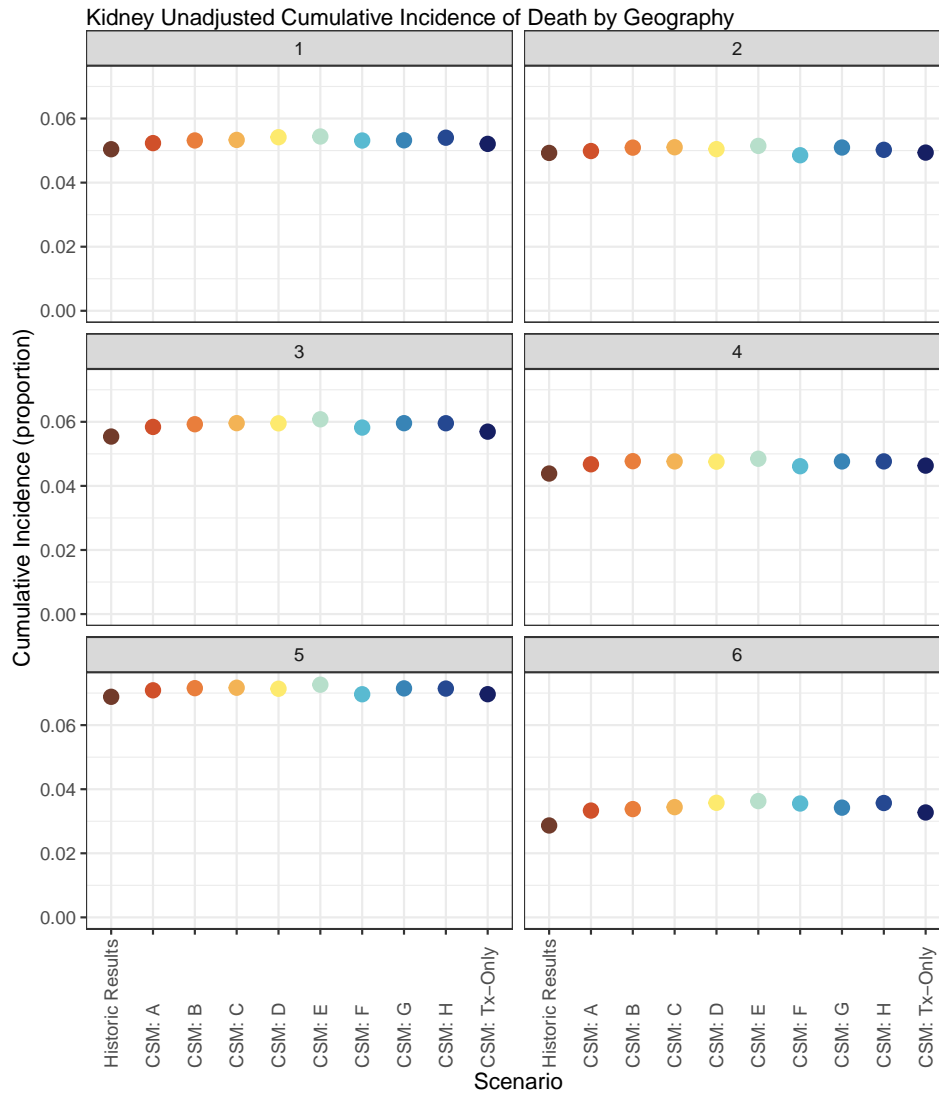 Kidney Unadjusted Cumulative Incidence of Death by Geography
1
2
0.06
0.04
0.02
0.00
3
4
0.06
0.04
0.02
0.00
5
6
0.06
0.04
0.02
0.00
Cumulative Incidence (proportion)
Historic Results
CSM: A
CSM: B
CSM: C
CSM: D
CSM: E
CSM: F
CSM: G
CSM: H
CSM: Tx−Only
Historic Results
CSM: A
CSM: B
CSM: C
CSM: D
CSM: E
CSM: F
CSM: G
CSM: H
CSM: Tx−Only
Scenario